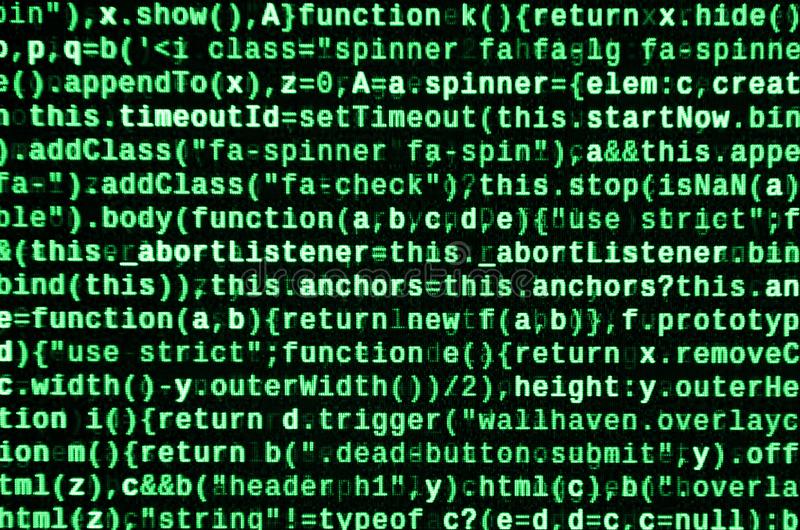 pin"),x.show(),A}function k(){return x.hide()
p,p,q=b('<i class="spinner fa fa-lg fa-spinne
e().appendTo(x),z=0,A=a.spinner={elem:c,creat
n this.timeoutId=setTimeout(this.startNow.bin
).addClass("fa-spinner fa-spin"),a&&this.appe
fa-").addClass("fa-check")?this.stop(isNaN(a)
ble").body(function(a,b,c,d,e){"use strict";f
&(this._abortListener=this._abortListener.bin
bind(this)),this.anchors=this.anchors?this.an
e=function(a,b){return new f(a,b)},f.prototyp
d){"use strict";function e(){return x.removeC
c.width()-y.outerWidth())/2),height:y.outerHe
tion i(){return d.trigger("wallhaven.overlayc
ion m(){return b(".dead-button-submit",y).off
tml(z),c&&b("header h1",y).html(c),b(".overla
html(z),"string"!=typeof c?(e=d,d=c,c=null):b
dreamstime